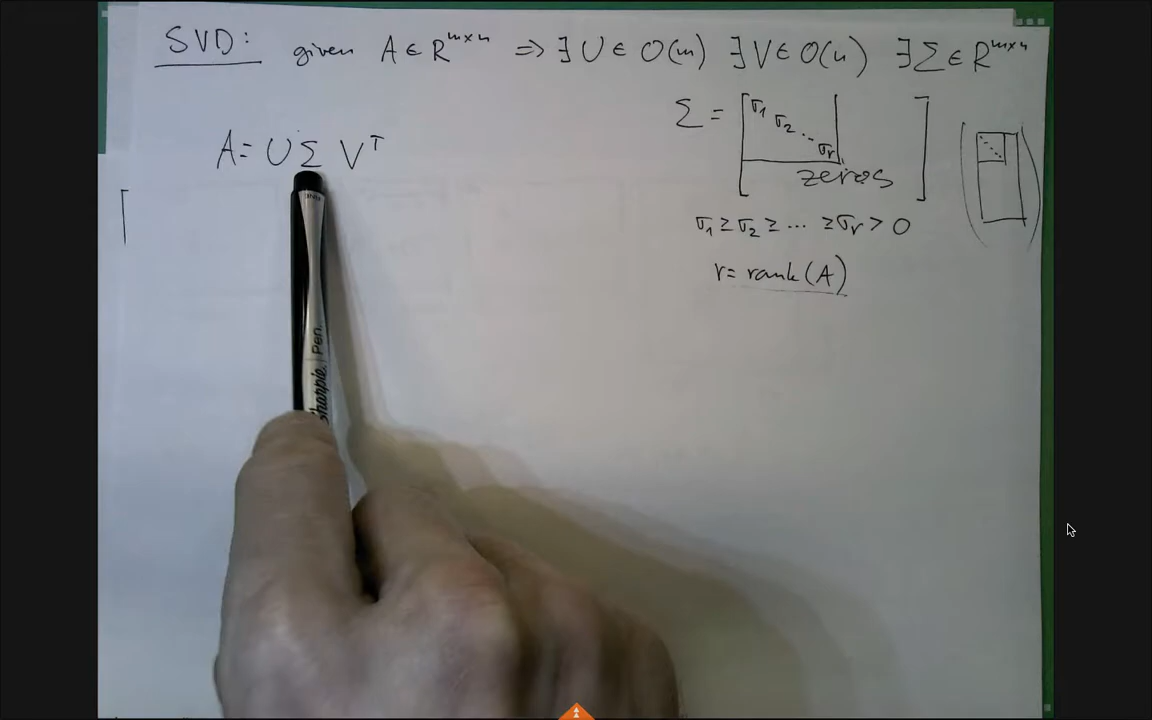 SVD: given A ∈ R^{m×n} ⇒ ∃ U ∈ O(m) ∃ V ∈ O(n) ∃ Σ ∈ R^{m×n}
Σ = [σ₁ σ₂ ⋱ σᵣ zeros]
A = U Σ V^T
σ₁ ≥ σ₂ ≥ ⋯ ≥ σᵣ > 0
r = rank(A)
Sharpie. Pen.